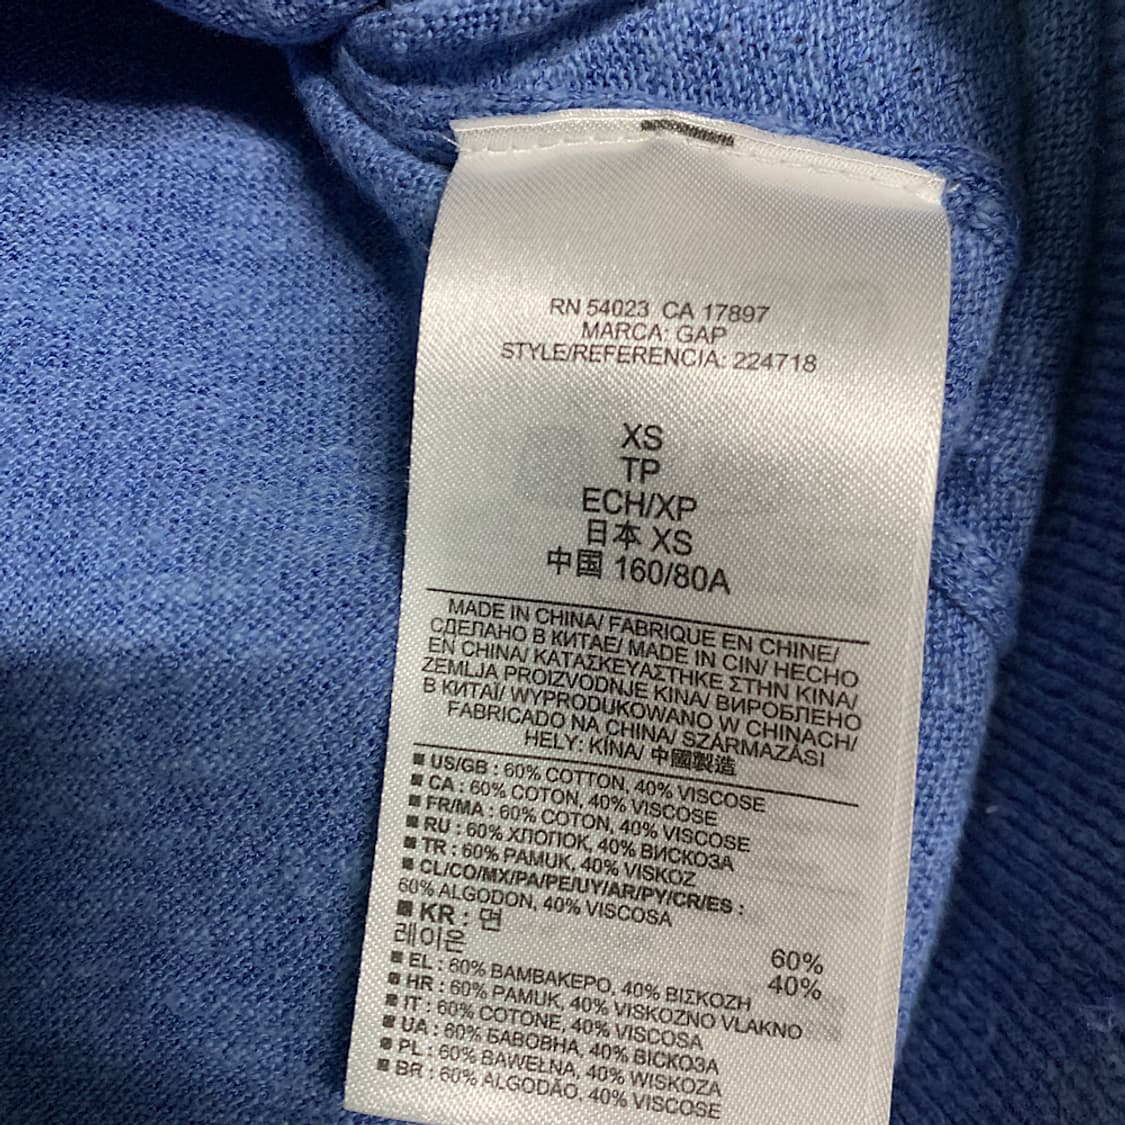 RN 54023 CA 17897
MARCA: GAP
STYLE/REFERENCIA: 224718
XS
TP
ECH/XP
日本 XS
中国 160/80A
MADE IN CHINA/ FABRIQUE EN CHINE/
СДЕЛАНО В КИТАЕ/ MADE IN CIN/ HECHO
EN CHINA/ ΚΑΤΑΣΚΕΥΑΣΤΗΚΕ ΣΤΗΝ ΚΙΝΑ/
ZEMLJA PROIZVODNJE KINA/ ВИРОБЛЕНО
В КИТАЇ/ WYPRODUKOWANO W CHINACH/
FABRICADO NA CHINA/ SZÁRMAZÁSI
HELY: KÍNA/ 中國製造
■ US/GB : 60% COTTON, 40% VISCOSE
■ CA : 60% COTON, 40% VISCOSE
■ FR/MA : 60% COTON, 40% VISCOSE
■ RU : 60% ХЛОПОК, 40% ВИСКОЗА
■ TR : 60% PAMUK, 40% VISKOZ
■ CL/CO/MX/PA/PE/UY/AR/PY/CR/ES :
60% ALGODON, 40% VISCOSA
■ KR : 면 60%
레이온 40%
■ EL : 60% ΒΑΜΒΑΚΕΡΟ, 40% ΒΙΣΚΟΖΗ
■ HR : 60% PAMUK, 40% VISKOZNO VLAKNO
■ IT : 60% COTONE, 40% VISCOSA
■ UA : 60% БАВОВНА, 40% ВІСКОЗА
■ PL : 60% BAWEŁNA, 40% WISKOZA
■ BR : 60% ALGODÃO, 40% VISCOSE